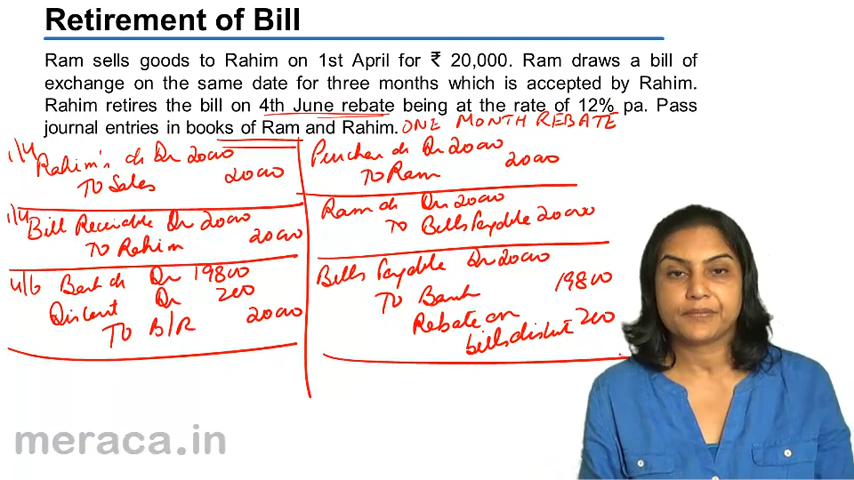 Retirement of Bill
Ram sells goods to Rahim on 1st April for ₹ 20,000. Ram draws a bill of
exchange on the same date for three months which is accepted by Rahim.
Rahim retires the bill on 4th June rebate being at the rate of 12% pa. Pass
journal entries in books of Ram and Rahim. ONE MONTH REBATE
1/4 Rahim's Dr 20000
To Sales 20000
1/4 Bill Receivable Dr 20000
To Rahim 20000
4/6 Bank Dr 19800
Discount Dr 200
To B/R 20000
Dr 20000
To Ram 20000
Ram Dr 20000
To Bills Payable 20000
Bills Payable Dr 20000
To Bank 19800
Rebate on
bills 200
meraca.in